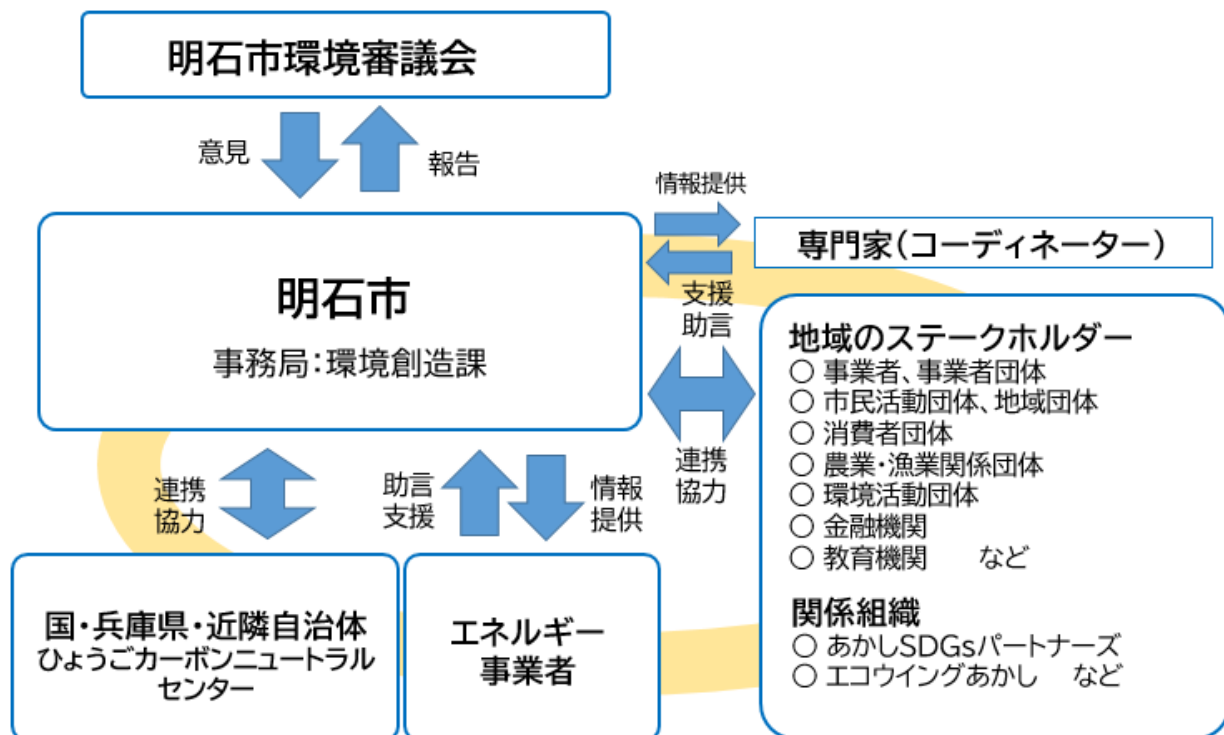 明石市環境審議会
意見
報告
情報提供
明石市
事務局：環境創造課
専門家（コーディネーター）
支援
助言
地域のステークホルダー
○ 事業者、事業者団体
○ 市民活動団体、地域団体
○ 消費者団体
○ 農業・漁業関係団体
○ 環境活動団体
○ 金融機関
○ 教育機関　　など
関係組織
○ あかしSDGsパートナーズ
○ エコウイングあかし　など
連携
協力
連携
協力
助言
支援
情報
提供
国・兵庫県・近隣自治体
ひょうごカーボンニュートラル
センター
エネルギー
事業者